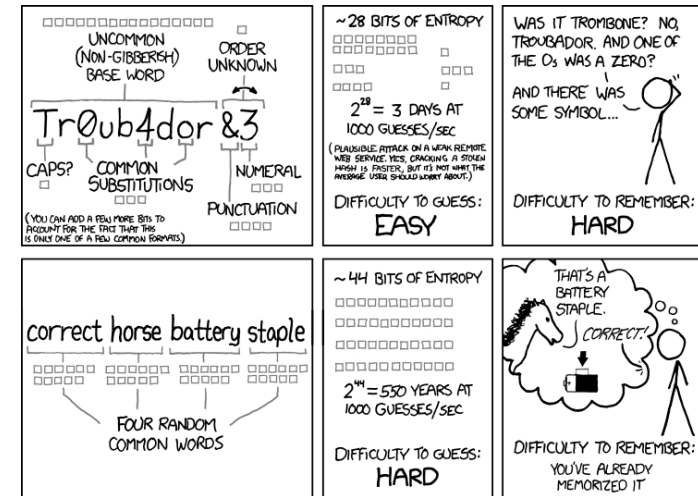 UNCOMMON
(NON-GIBBERISH)
BASE WORD
ORDER
UNKNOWN
Tr0ub4dor &3
CAPS?
COMMON
SUBSTITUTIONS
NUMERAL
PUNCTUATION
(YOU CAN ADD A FEW MORE BITS TO
ACCOUNT FOR THE FACT THAT THIS
IS ONLY ONE OF A FEW COMMON FORMATS.)
~28 BITS OF ENTROPY
2²⁸ = 3 DAYS AT
1000 GUESSES/SEC
(PLAUSIBLE ATTACK ON A WEAK REMOTE
WEB SERVICE. YES, CRACKING A STOLEN
HASH IS FASTER, BUT IT'S NOT WHAT THE
AVERAGE USER SHOULD WORRY ABOUT.)
DIFFICULTY TO GUESS:
EASY
WAS IT TROMBONE? NO,
TROUBADOR. AND ONE OF
THE Os WAS A ZERO?
AND THERE WAS
SOME SYMBOL...
DIFFICULTY TO REMEMBER:
HARD
correct horse battery staple
FOUR RANDOM
COMMON WORDS
~44 BITS OF ENTROPY
2⁴⁴ = 550 YEARS AT
1000 GUESSES/SEC
DIFFICULTY TO GUESS:
HARD
THAT'S A
BATTERY
STAPLE.
CORRECT!
DIFFICULTY TO REMEMBER:
YOU'VE ALREADY
MEMORIZED IT